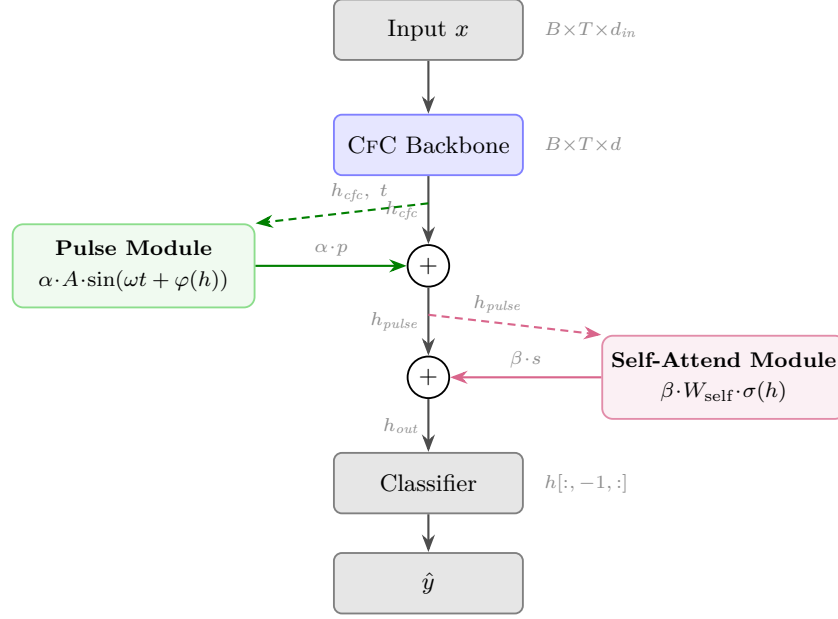 Input x
B×T×d_in
CfC Backbone
B×T×d
h_cfc, t
h_cfc
Pulse Module
α·A·sin(ωt + φ(h))
α·p
+
h_pulse
h_pulse
Self-Attend Module
β·W_self·σ(h)
β·s
+
h_out
Classifier
h[:, −1, :]
ŷ